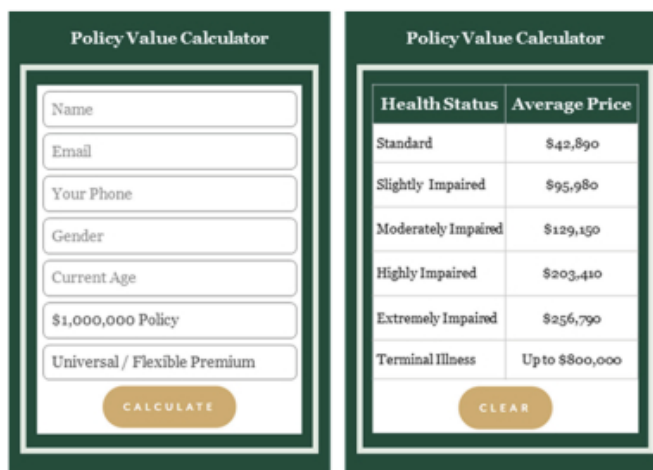 Policy Value Calculator
Name
Email
Your Phone
Gender
Current Age
$1,000,000 Policy
Universal / Flexible Premium
CALCULATE
Policy Value Calculator
Health Status Average Price
Standard $42,890
Slightly Impaired $95,980
Moderately Impaired $129,150
Highly Impaired $203,410
Extremely Impaired $256,790
Terminal Illness Up to $800,000
CLEAR